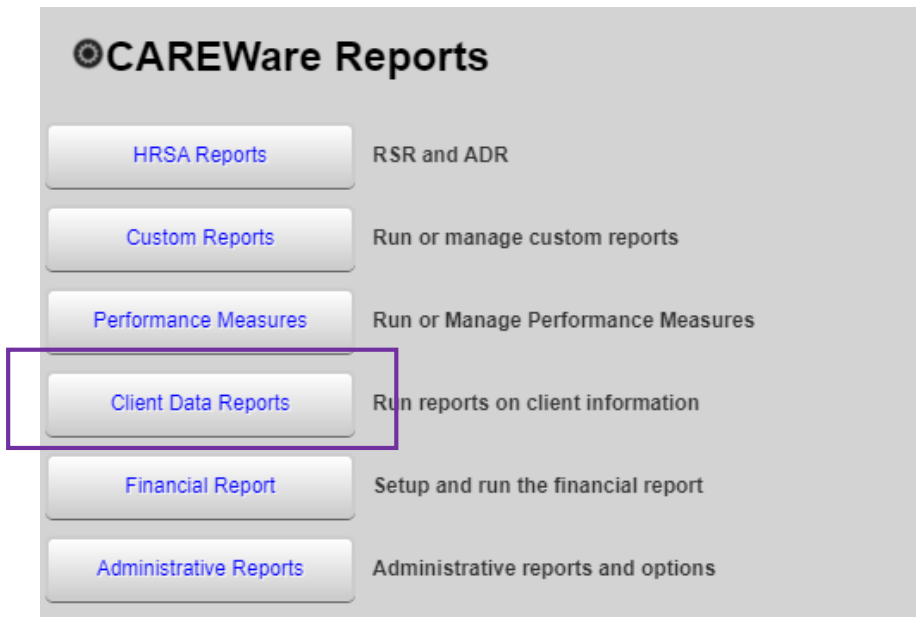 CAREWare Reports
HRSA Reports RSR and ADR
Custom Reports Run or manage custom reports
Performance Measures Run or Manage Performance Measures
Client Data Reports Run reports on client information
Financial Report Setup and run the financial report
Administrative Reports Administrative reports and options